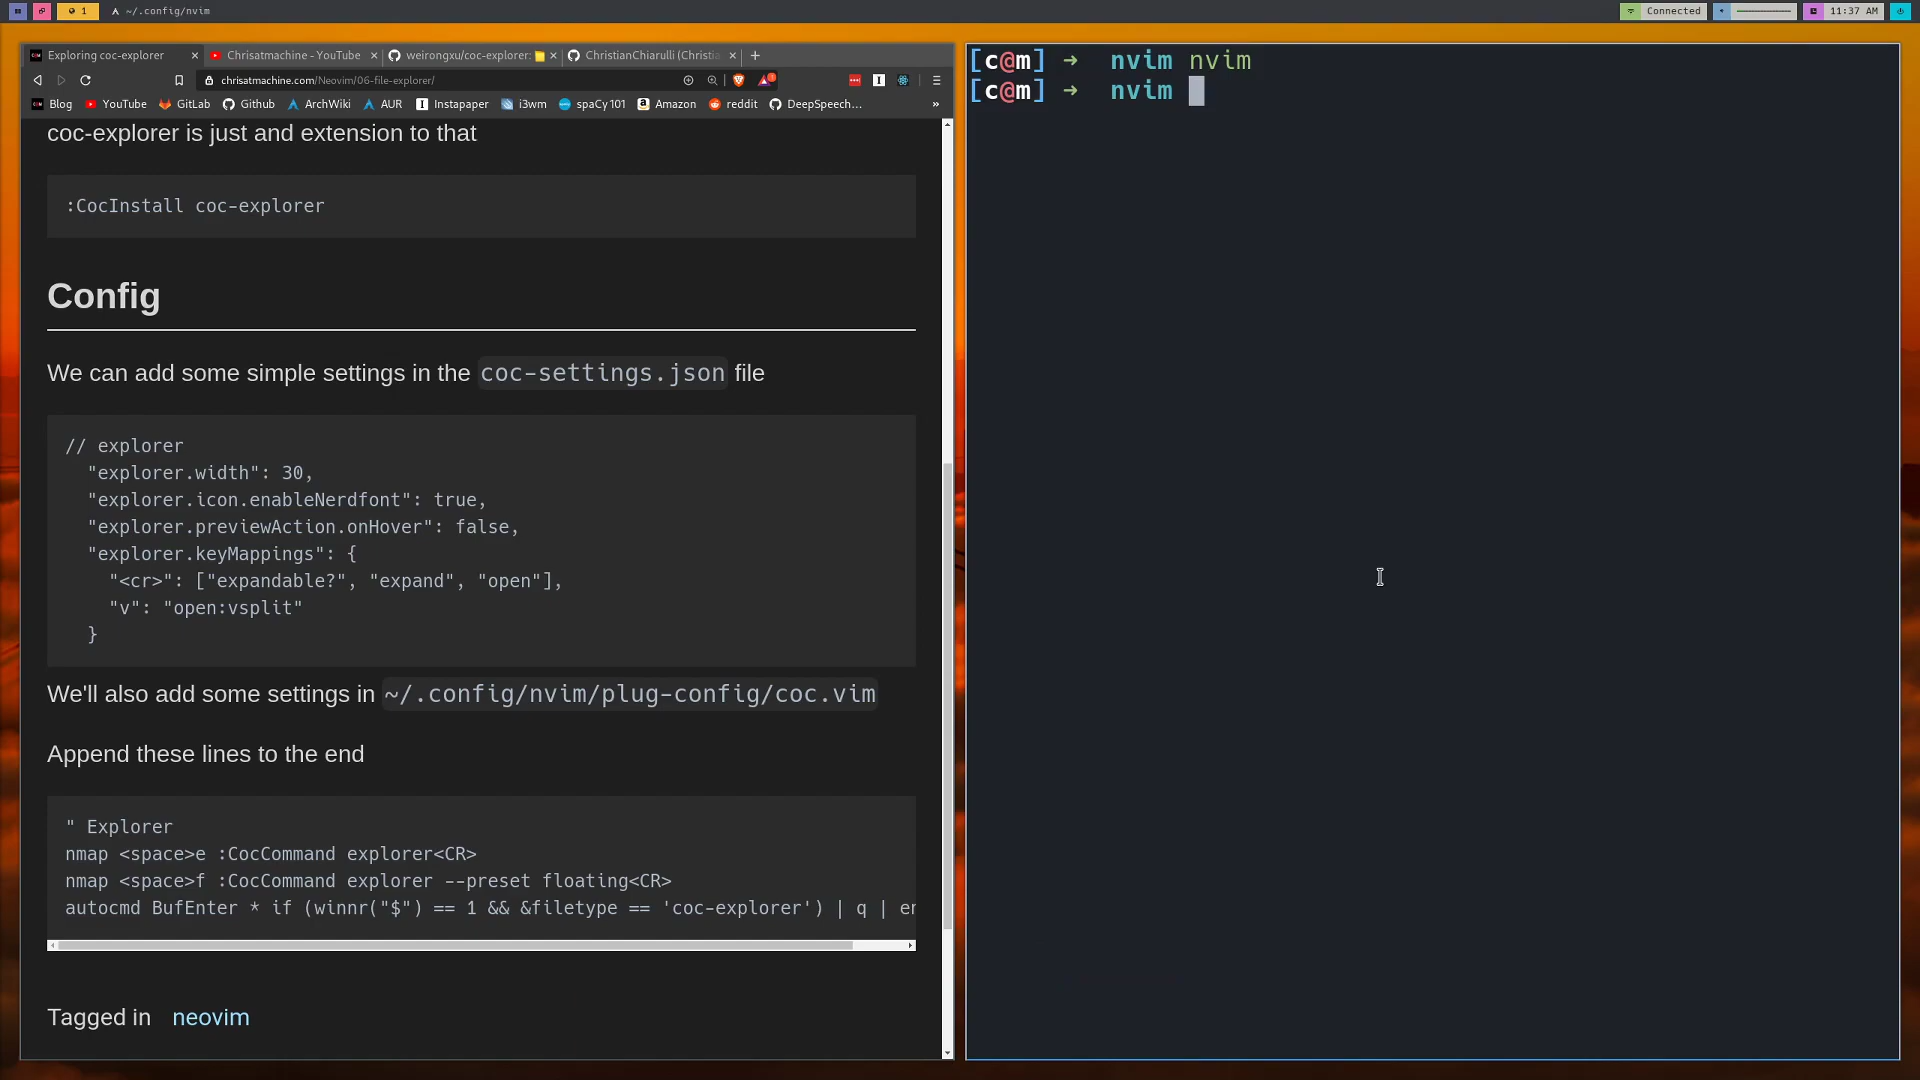 1
~/.config/nvim
Connected
11:37 AM
Exploring coc-explorer
Chrisatmachine - YouTube
weirongxu/coc-explorer:
ChristianChiarulli (Christia
chrisatmachine.com/Neovim/06-file-explorer/
Blog
YouTube
GitLab
Github
ArchWiki
AUR
Instapaper
i3wm
spaCy 101
Amazon
reddit
DeepSpeech…
coc-explorer is just and extension to that
:CocInstall coc-explorer
Config
We can add some simple settings in the coc-settings.json file
// explorer
"explorer.width": 30,
"explorer.icon.enableNerdfont": true,
"explorer.previewAction.onHover": false,
"explorer.keyMappings": {
"<cr>": ["expandable?", "expand", "open"],
"v": "open:vsplit"
}
We'll also add some settings in ~/.config/nvim/plug-config/coc.vim
Append these lines to the end
" Explorer
nmap <space>e :CocCommand explorer<CR>
nmap <space>f :CocCommand explorer --preset floating<CR>
autocmd BufEnter * if (winnr("$") == 1 && &filetype == 'coc-explorer') | q | en
Tagged in neovim
[c@m] → nvim nvim
[c@m] → nvim